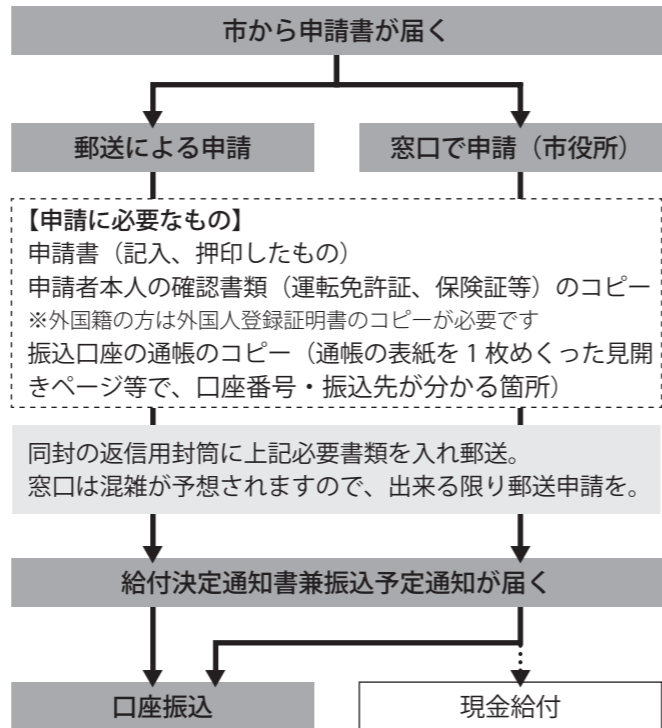 市から申請書が届く
郵送による申請
窓口で申請（市役所）
【申請に必要なもの】
申請書（記入、押印したもの）
申請者本人の確認書類（運転免許証、保険証等）のコピー
※外国籍の方は外国人登録証明書のコピーが必要です
振込口座の通帳のコピー（通帳の表紙を１枚めくった見開
きページ等で、口座番号・振込先が分かる箇所）
同封の返信用封筒に上記必要書類を入れ郵送。
窓口は混雑が予想されますので、出来る限り郵送申請を。
給付決定通知書兼振込予定通知が届く
口座振込
現金給付